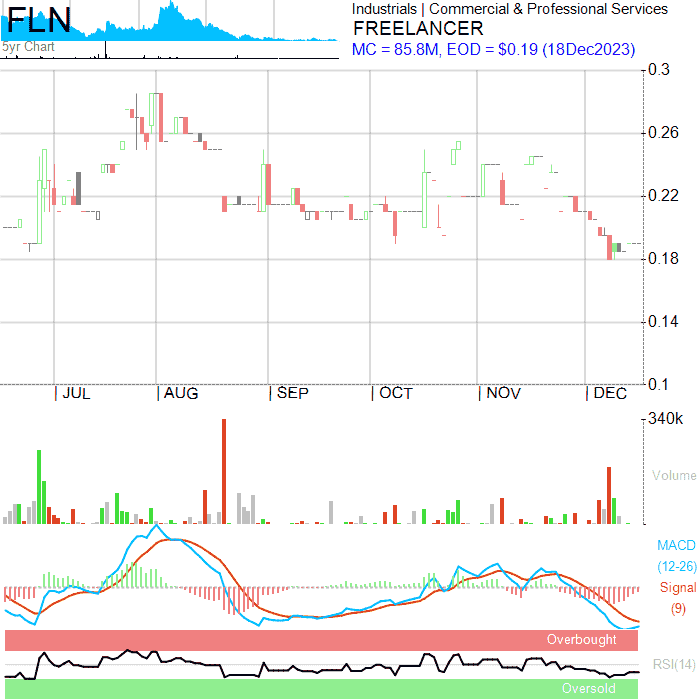 FLN
5yr Chart
Industrials | Commercial & Professional Services
FREELANCER
MC = 85.8M, EOD = $0.19 (18Dec2023)
0.3
0.26
0.22
0.18
0.14
0.1
| JUL | AUG | SEP | OCT | NOV | DEC
340k
Volume
MACD
(12-26)
Signal
(9)
Overbought
RSI(14)
Oversold